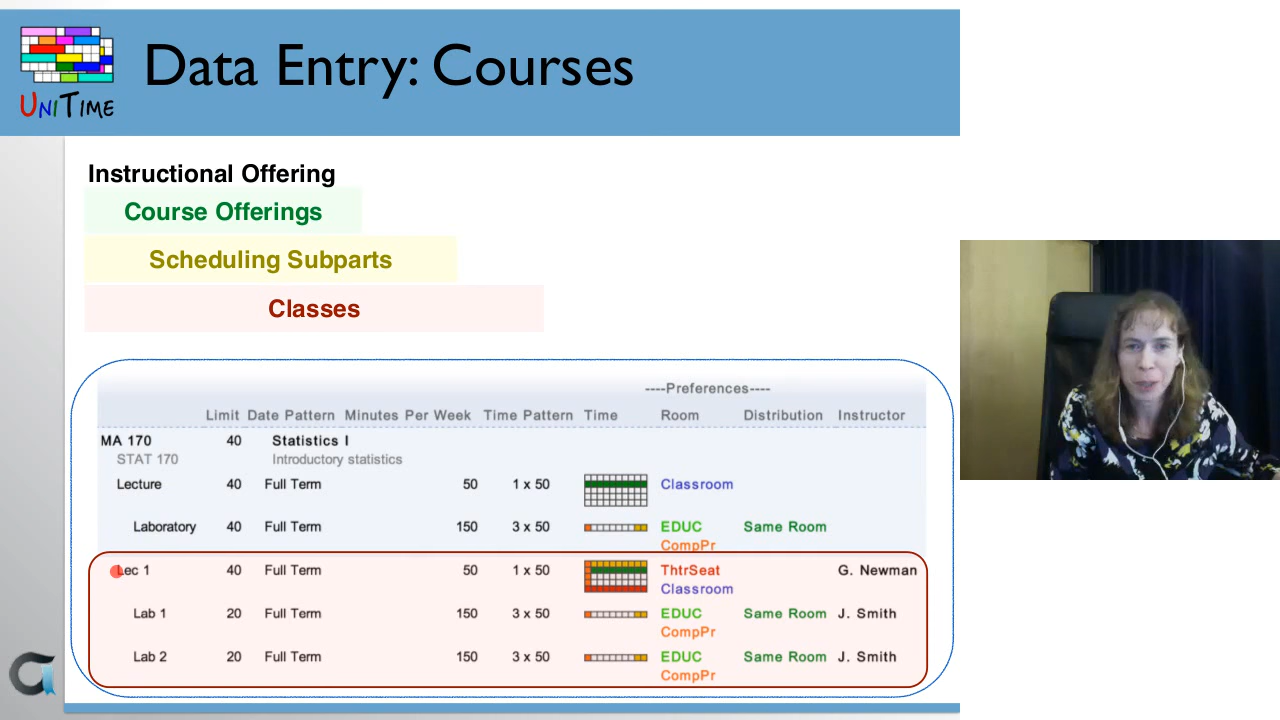 Data Entry: Courses
UNITIME
Instructional Offering
Course Offerings
Scheduling Subparts
Classes
----Preferences----
Limit Date Pattern Minutes Per Week Time Pattern Time Room Distribution Instructor
MA 170 40 Statistics I
STAT 170 Introductory statistics
Lecture 40 Full Term 50 1 x 50 Classroom
Laboratory 40 Full Term 150 3 x 50 EDUC Same Room
CompPr
Lec 1 40 Full Term 50 1 x 50 ThtrSeat G. Newman
Classroom
Lab 1 20 Full Term 150 3 x 50 EDUC Same Room J. Smith
CompPr
Lab 2 20 Full Term 150 3 x 50 EDUC Same Room J. Smith
CompPr